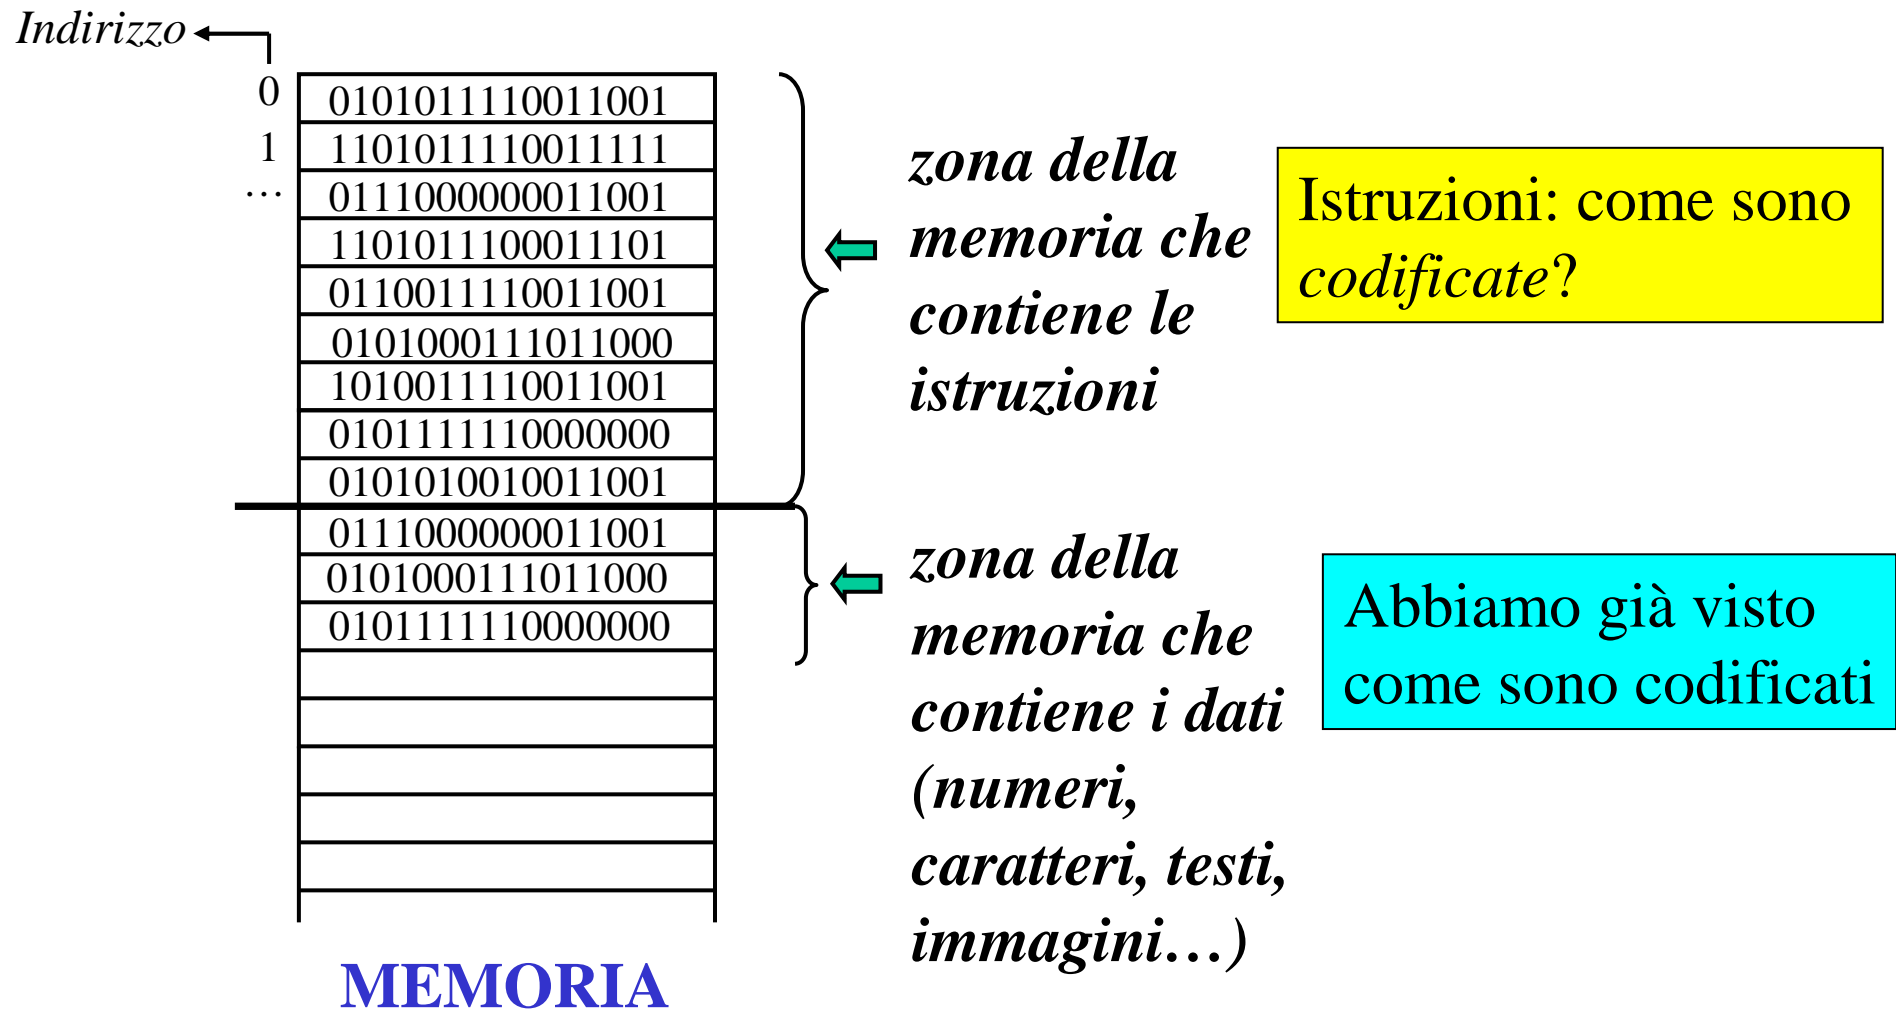 Indirizzo
0
0101011110011001
1
1101011110011111
…
0111000000011001
1101011100011101
0110011110011001
0101000111011000
1010011110011001
0101111110000000
0101010010011001
0111000000011001
0101000111011000
0101111110000000
MEMORIA
zona della
memoria che
contiene le
istruzioni
Istruzioni: come sono
codificate?
zona della
memoria che
contiene i dati
(numeri,
caratteri, testi,
immagini…)
Abbiamo già visto
come sono codificati